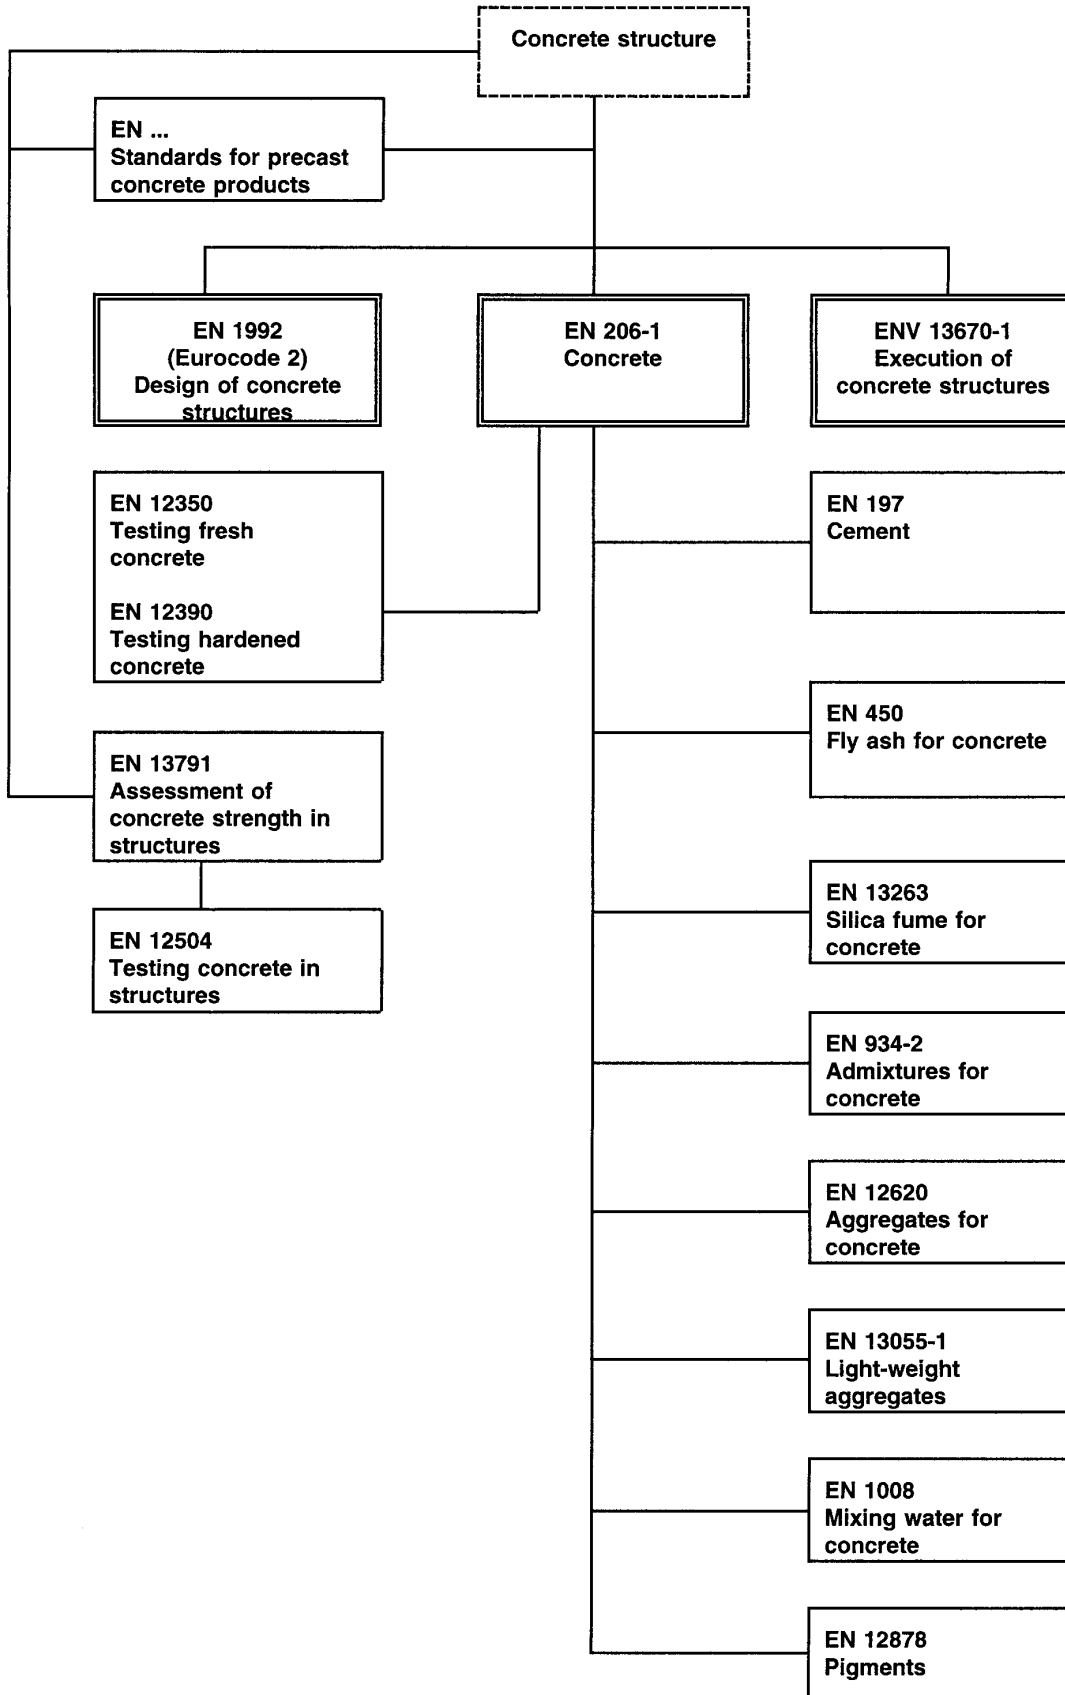 Concrete structure
EN ...
Standards for precast
concrete products
EN 1992
(Eurocode 2)
Design of concrete
structures
EN 206-1
Concrete
ENV 13670-1
Execution of
concrete structures
EN 12350
Testing fresh
concrete
EN 12390
Testing hardened
concrete
EN 197
Cement
EN 450
Fly ash for concrete
EN 13791
Assessment of
concrete strength in
structures
EN 13263
Silica fume for
concrete
EN 12504
Testing concrete in
structures
EN 934-2
Admixtures for
concrete
EN 12620
Aggregates for
concrete
EN 13055-1
Light-weight
aggregates
EN 1008
Mixing water for
concrete
EN 12878
Pigments